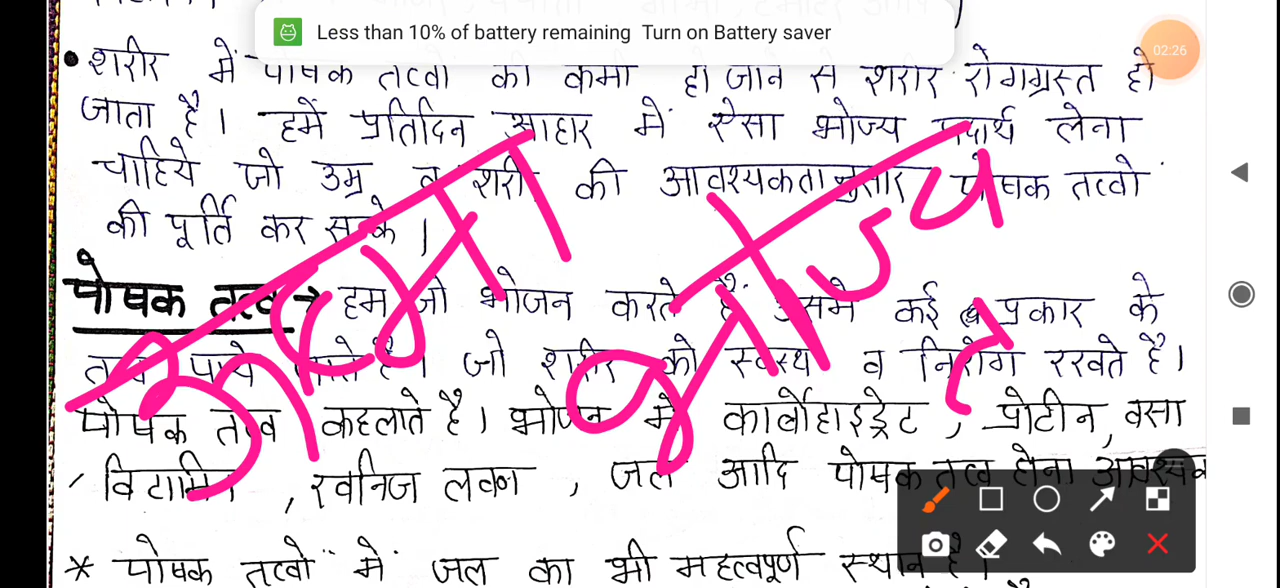 Less than 10% of battery remaining Turn on Battery saver
02:26
• शरीर में पोषक तत्वो की कमी हो जाने से शरीर रोगग्रस्त हो
जाता है। हमें प्रतिदिन आहार में ऐसा भोज्य पदार्थ लेना
चाहिये जो उम्र व शरीर की आवश्यकतानुसार पोषक तत्वो
की पूर्ति कर सके।
पोषक तत्व → हम जो भोजन करते है उसमे कई प्रकार के
तत्व पाये जाते है। जो शरीर को स्वस्थ व निरोग रखते है।
पोषक तत्व कहलाते है। भोजन मे कार्बोहाइड्रेट, प्रोटीन, वसा
, विटामिन, खनिज लवण, जल आदि पोषक तत्व होना आवश्यक
* पोषक तत्वों में जल का भी महत्वपूर्ण स्थान है।
भोज्य